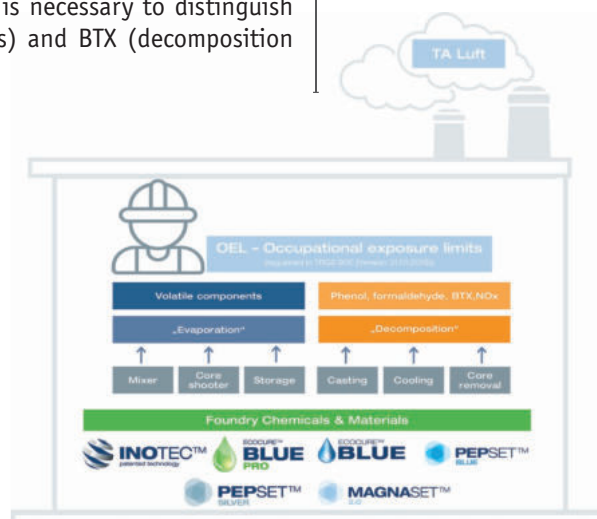 is necessary to distinguish
s) and BTX (decomposition
TA Luft
OEL – Occupational exposure limits
Volatile components
Phenol, formaldehyde, BTX,NOx
„Evaporation“
„Decomposition“
Mixer
Core
shooter
Storage
Casting
Cooling
Core
removal
Foundry Chemicals & Materials
INOTEC™
patented technology
ECOCURE™
BLUE
PRO
ECOCURE™
BLUE
PEPSET™
BLUE
PEPSET™
SILVER
MAGNASET™